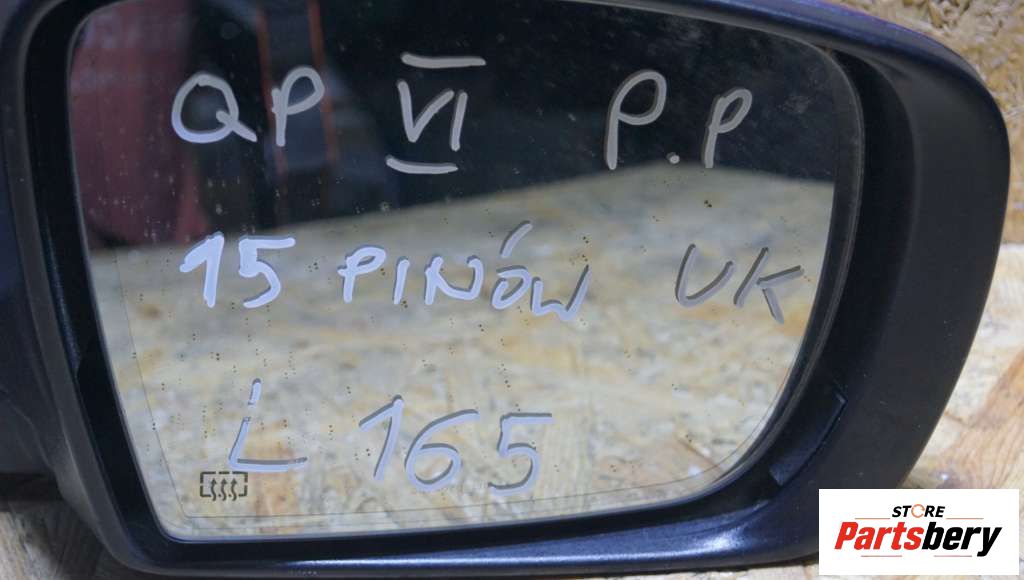 QP VI P.P
15 PINÓW UK
L 165
STORE
Partsbery